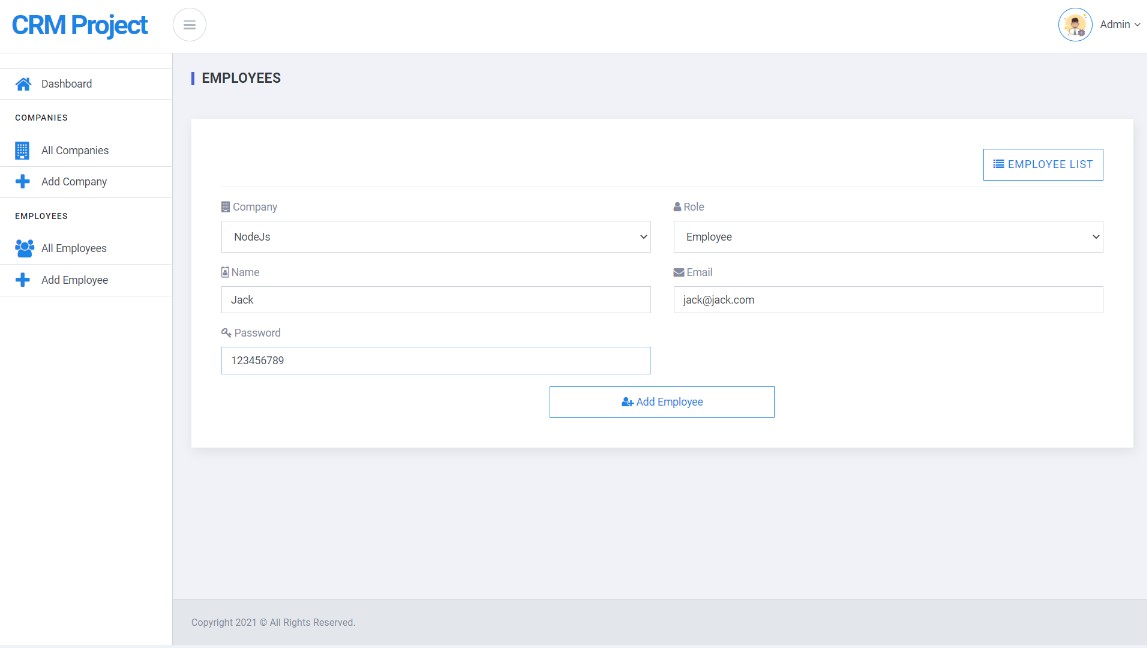 CRM Project
Admin
Dashboard
COMPANIES
All Companies
Add Company
EMPLOYEES
All Employees
Add Employee
EMPLOYEES
EMPLOYEE LIST
Company
Role
NodeJs
Employee
Name
Email
Jack
jack@jack.com
Password
123456789
Add Employee
Copyright 2021 © All Rights Reserved.